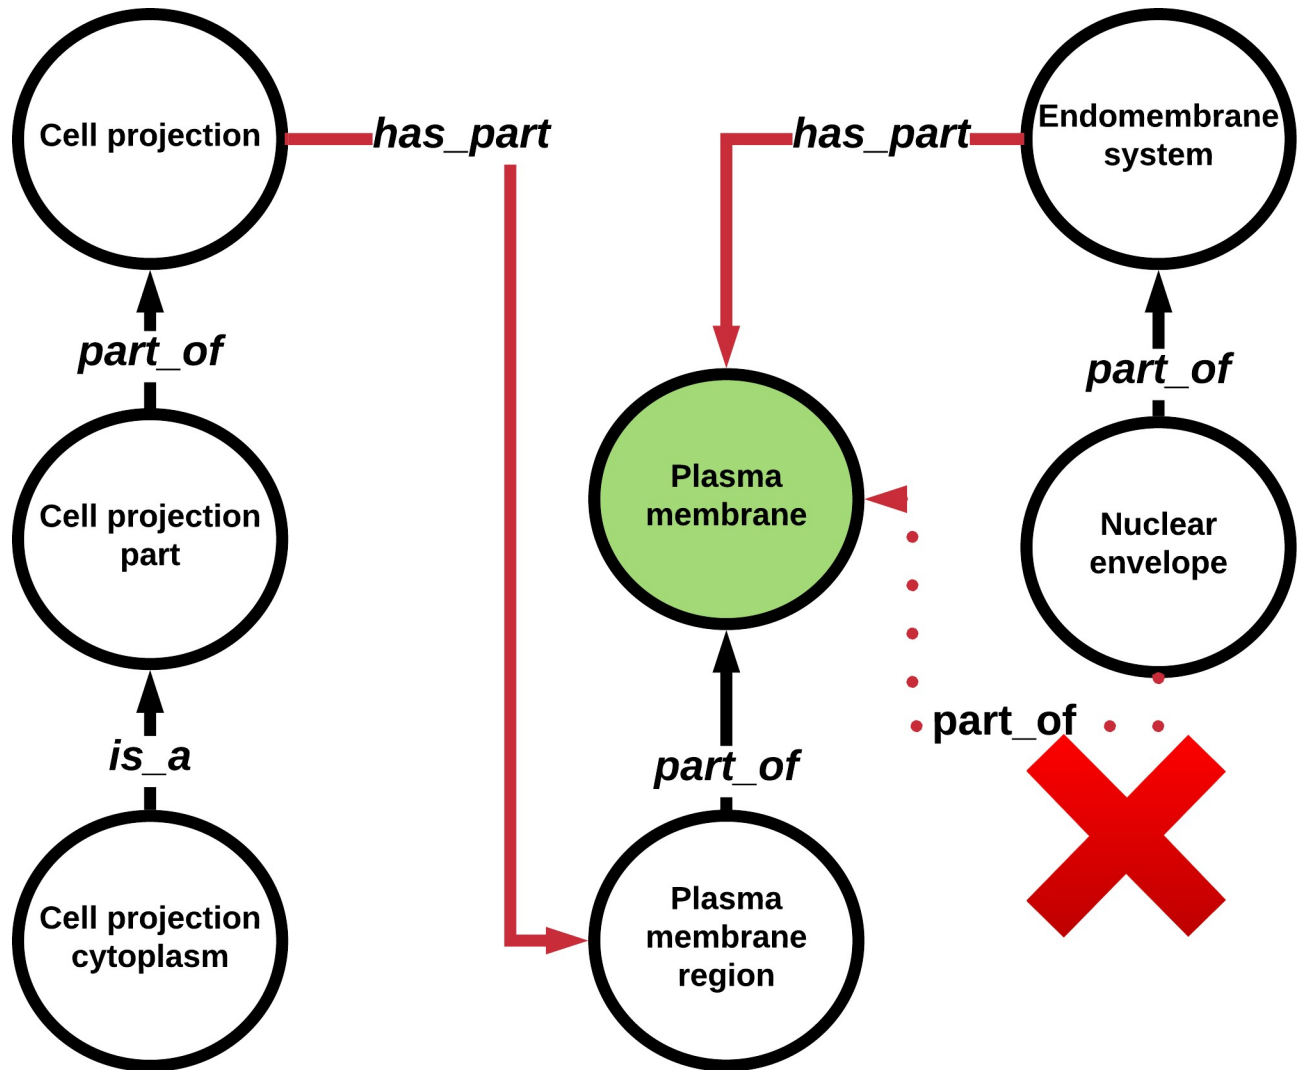 Cell projection
has_part
has_part
Endomembrane
system
part_of
part_of
Cell projection
part
Plasma
membrane
Nuclear
envelope
part_of
is_a
part_of
Cell projection
cytoplasm
Plasma
membrane
region